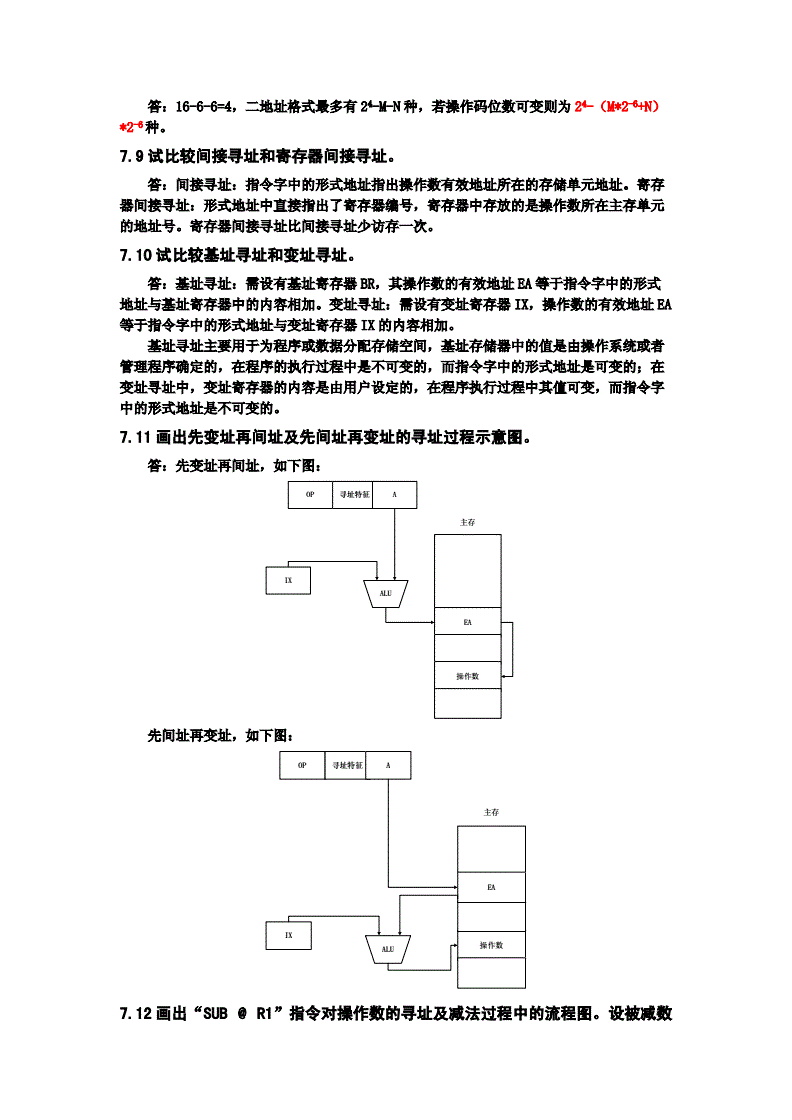 答：16-6-6=4，二地址格式最多有 2⁴-M-N 种，若操作码位数可变则为 2⁴-（M*2⁻⁶+N）
*2⁻⁶种。
7.9 试比较间接寻址和寄存器间接寻址。
答：间接寻址：指令字中的形式地址指出操作数有效地址所在的存储单元地址。寄存
器间接寻址：形式地址中直接指出了寄存器编号，寄存器中存放的是操作数所在主存单元
的地址号。寄存器间接寻址比间接寻址少访存一次。
7.10 试比较基址寻址和变址寻址。
答：基址寻址：需设有基址寄存器 BR，其操作数的有效地址 EA 等于指令字中的形式
地址与基址寄存器中的内容相加。变址寻址：需设有变址寄存器 IX，操作数的有效地址 EA
等于指令字中的形式地址与变址寄存器 IX 的内容相加。
基址寻址主要用于为程序或数据分配存储空间，基址存储器中的值是由操作系统或者
管理程序确定的，在程序的执行过程中是不可变的，而指令字中的形式地址是可变的；在
变址寻址中，变址寄存器的内容是由用户设定的，在程序执行过程中其值可变，而指令字
中的形式地址是不可变的。
7.11 画出先变址再间址及先间址再变址的寻址过程示意图。
答：先变址再间址，如下图：
OP 寻址特征 A
主存
IX
ALU
EA
操作数
先间址再变址，如下图：
OP 寻址特征 A
主存
EA
IX
ALU
操作数
7.12 画出“SUB @ R1”指令对操作数的寻址及减法过程中的流程图。设被减数